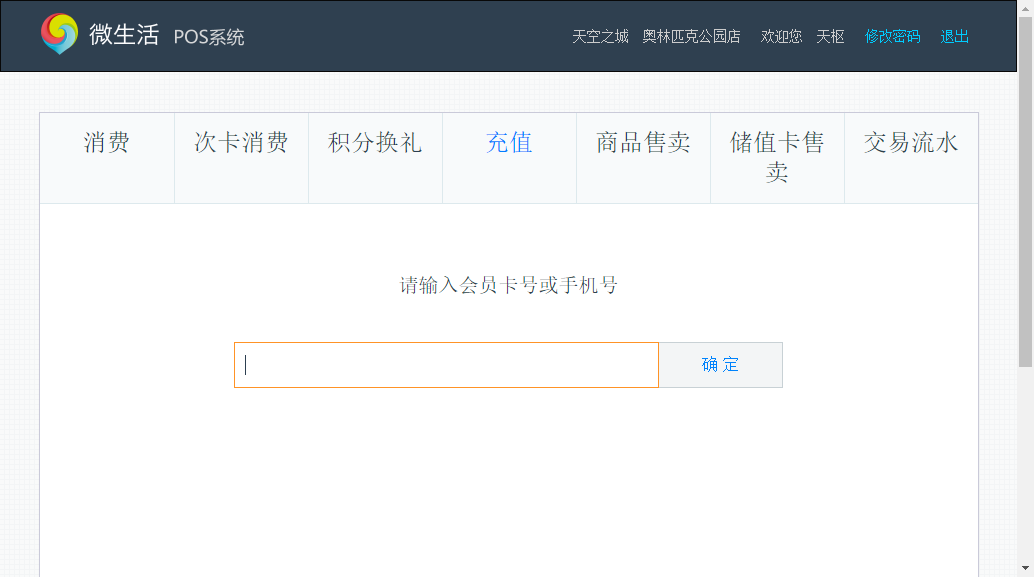 微生活 POS系统 天空之城 奥林匹克公园店 欢迎您 天枢 修改密码 退出
消费 次卡消费 积分换礼 充值 商品售卖 储值卡售卖 交易流水
请输入会员卡号或手机号
确 定